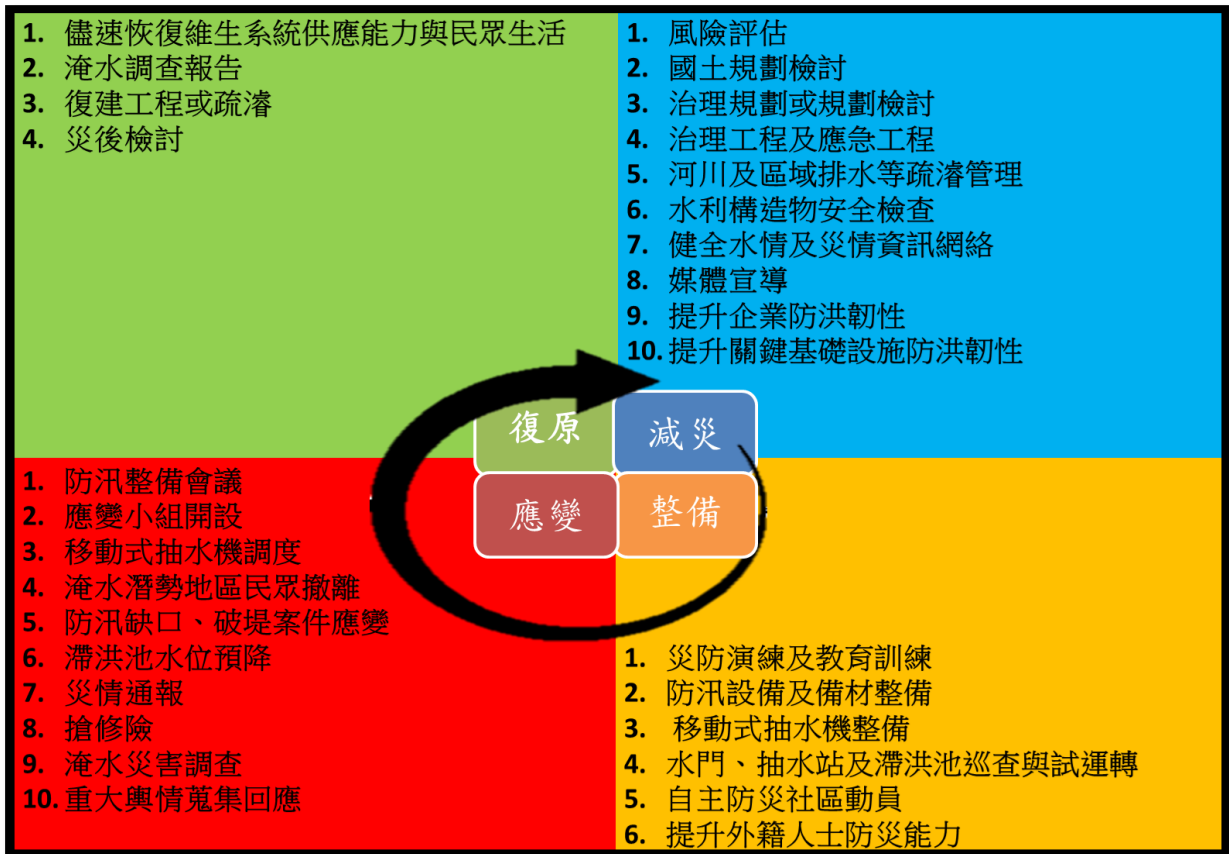 1. 儘速恢復維生系統供應能力與民眾生活
2. 淹水調查報告
3. 復建工程或疏濬
4. 災後檢討
1. 風險評估
2. 國土規劃檢討
3. 治理規劃或規劃檢討
4. 治理工程及應急工程
5. 河川及區域排水等疏濬管理
6. 水利構造物安全檢查
7. 健全水情及災情資訊網絡
8. 媒體宣導
9. 提升企業防洪韌性
10. 提升關鍵基礎設施防洪韌性
復原
減災
應變
整備
1. 防汛整備會議
2. 應變小組開設
3. 移動式抽水機調度
4. 淹水潛勢地區民眾撤離
5. 防汛缺口、破堤案件應變
6. 滯洪池水位預降
7. 災情通報
8. 搶修險
9. 淹水災害調查
10. 重大輿情蒐集回應
1. 災防演練及教育訓練
2. 防汛設備及備材整備
3. 移動式抽水機整備
4. 水門、抽水站及滯洪池巡查與試運轉
5. 自主防災社區動員
6. 提升外籍人士防災能力